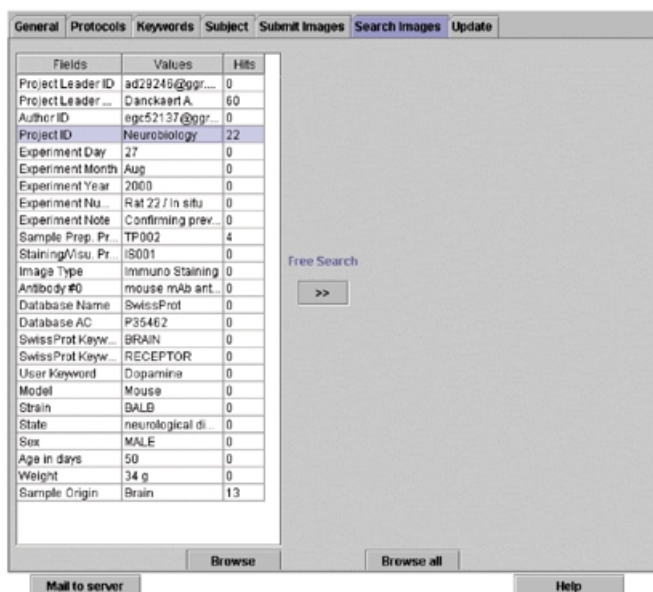 General Protocols Keywords Subject Submit Images Search Images Update
Fields Values Hits
Project Leader ID ad29246@ggr.... 0
Project Leader ... Danckaert A. 60
Author ID egc52137@ggr... 0
Project ID Neurobiology 22
Experiment Day 27 0
Experiment Month Aug 0
Experiment Year 2000 0
Experiment Nu... Rat 22 / In situ 0
Experiment Note Confirming prev... 0
Sample Prep. Pr... TP002 4
Staining/Visu. Pr... IS001 0
Image Type Immuno Staining 0
Antibody #0 mouse mAb ant... 0
Database Name SwissProt 0
Database AC P35462 0
SwissProt Keyw... BRAIN 0
SwissProt Keyw... RECEPTOR 0
User Keyword Dopamine 0
Model Mouse 0
Strain BALB 0
State neurological di... 0
Sex MALE 0
Age in days 50 0
Weight 34 g 0
Sample Origin Brain 13
Free Search
>>
Browse Browse all
Mail to server Help